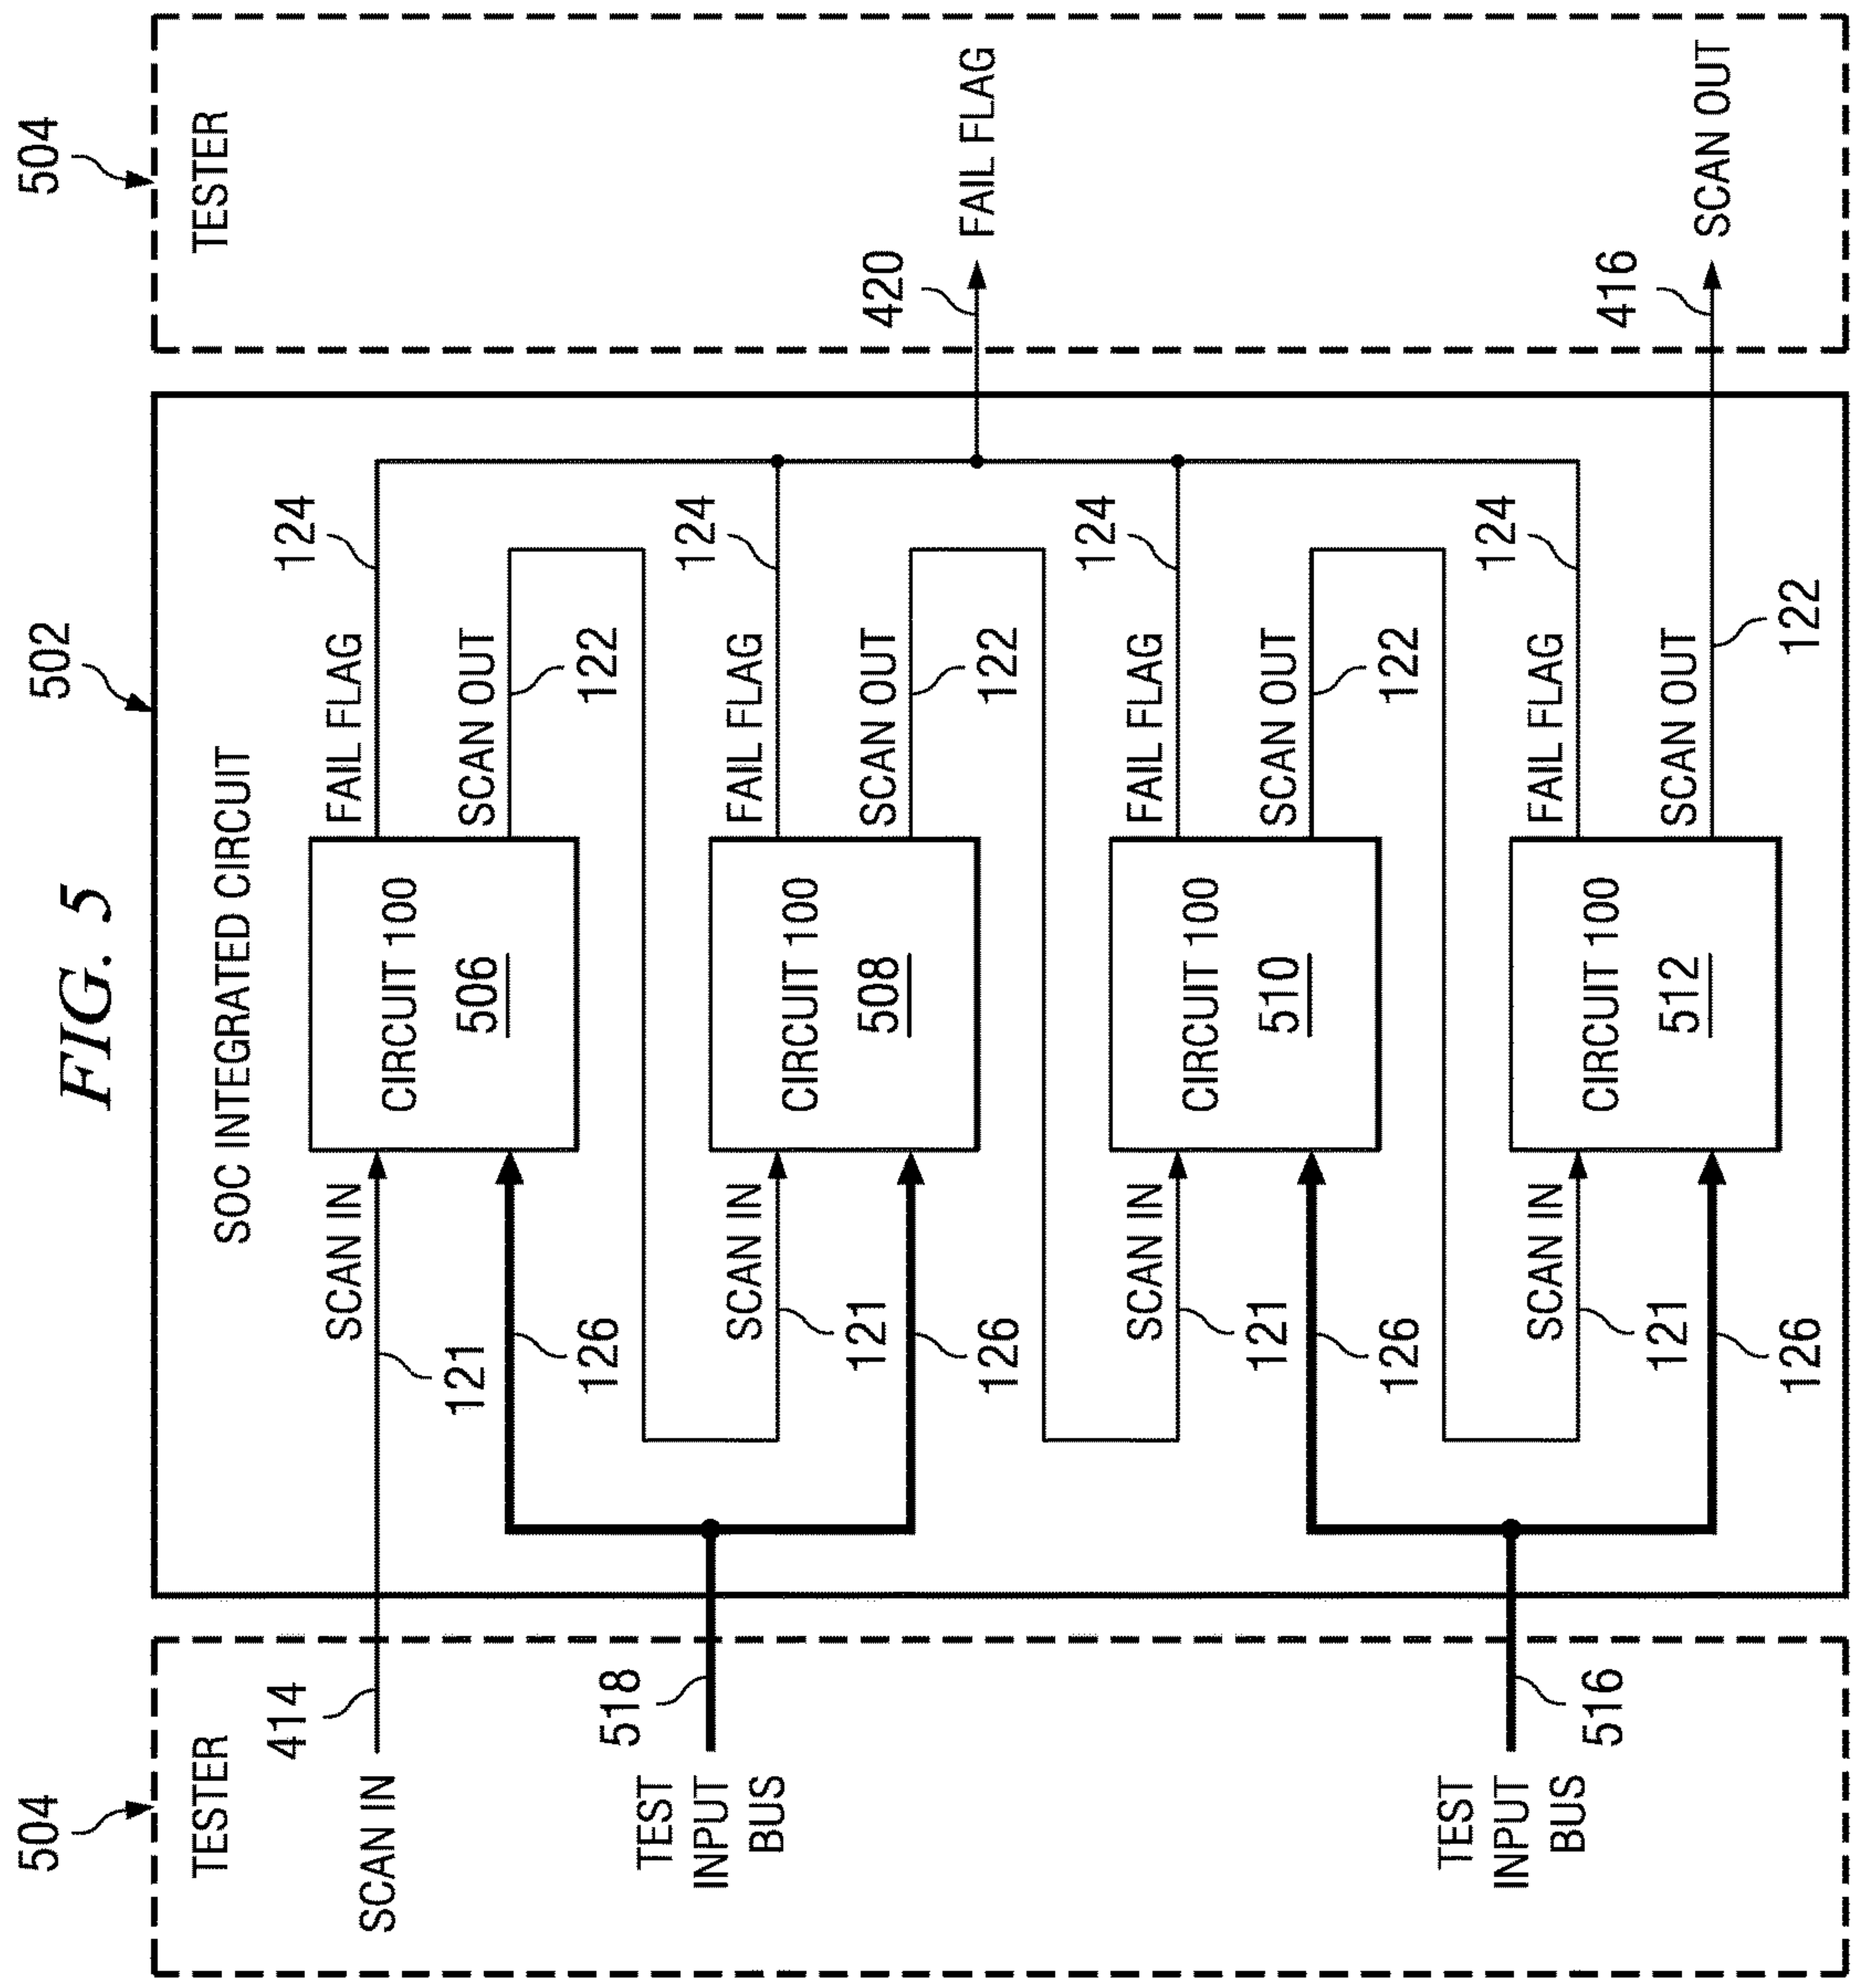 FIG. 5
504
502
504
TESTER
SOC INTEGRATED CIRCUIT
TESTER
414
SCAN IN
SCAN IN
121
CIRCUIT 100
506
FAIL FLAG
124
SCAN OUT
122
126
518
TEST
INPUT
BUS
SCAN IN
121
CIRCUIT 100
508
FAIL FLAG
124
SCAN OUT
122
126
420
FAIL FLAG
SCAN IN
121
CIRCUIT 100
510
FAIL FLAG
124
SCAN OUT
122
126
TEST
INPUT
BUS
516
SCAN IN
121
CIRCUIT 100
512
FAIL FLAG
124
SCAN OUT
122
126
416
SCAN OUT